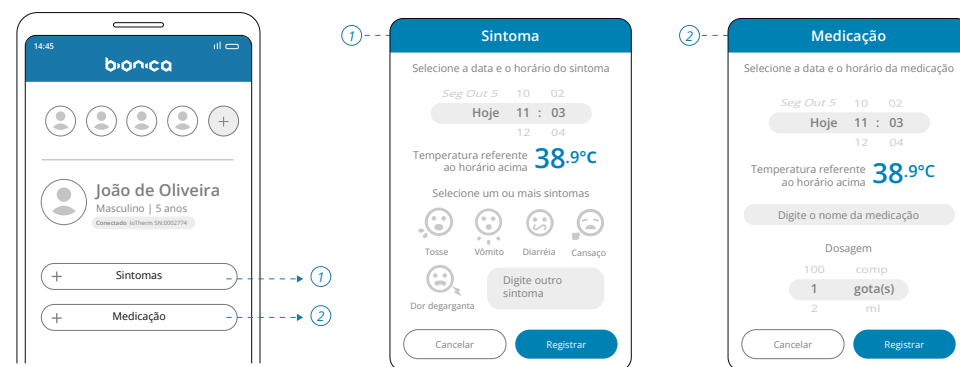 14:45
bionica
+
João de Oliveira
Masculino | 5 anos
Conectado ioTherm SN:0002774
+ Sintomas
1
+ Medicação
2
1
Sintoma
Selecione a data e o horário do sintoma
Seg Out 5 10 02
Hoje 11 : 03
12 04
Temperatura referente
ao horário acima
38.9°C
Selecione um ou mais sintomas
Tosse Vômito Diarréia Cansaço
Dor degarganta
Digite outro
sintoma
Cancelar Registrar
2
Medicação
Selecione a data e o horário da medicação
Seg Out 5 10 02
Hoje 11 : 03
12 04
Temperatura referente
ao horário acima
38.9°C
Digite o nome da medicação
Dosagem
100 comp
1 gota(s)
2 ml
Cancelar Registrar